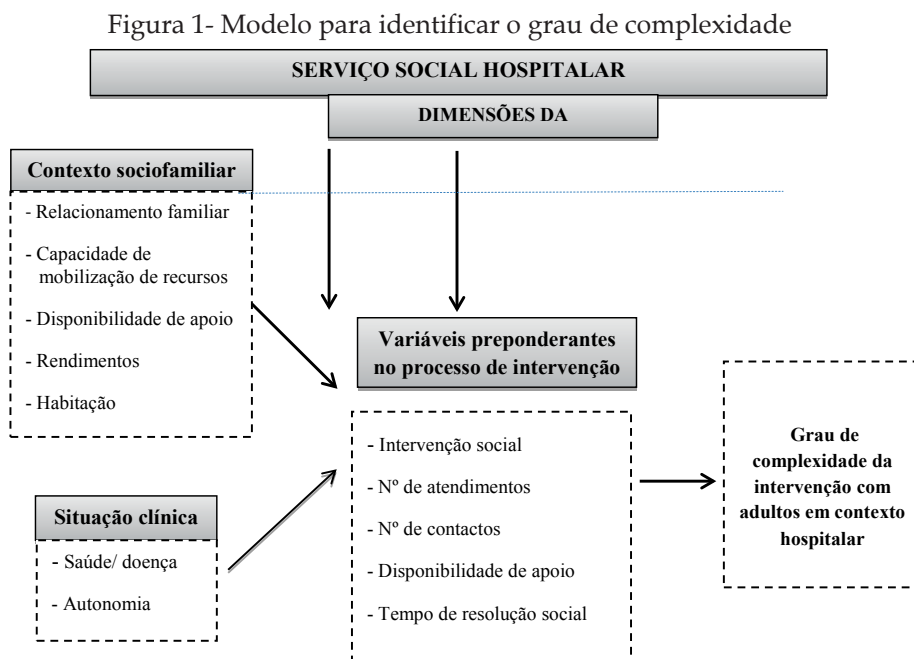 Figura 1- Modelo para identificar o grau de complexidade
SERVIÇO SOCIAL HOSPITALAR
DIMENSÕES DA
Contexto sociofamiliar
- Relacionamento familiar
- Capacidade de
mobilização de recursos
- Disponibilidade de apoio
- Rendimentos
- Habitação
Situação clínica
- Saúde/ doença
- Autonomia
Variáveis preponderantes
no processo de intervenção
- Intervenção social
- Nº de atendimentos
- Nº de contactos
- Disponibilidade de apoio
- Tempo de resolução social
Grau de
complexidade da
intervenção com
adultos em contexto
hospitalar